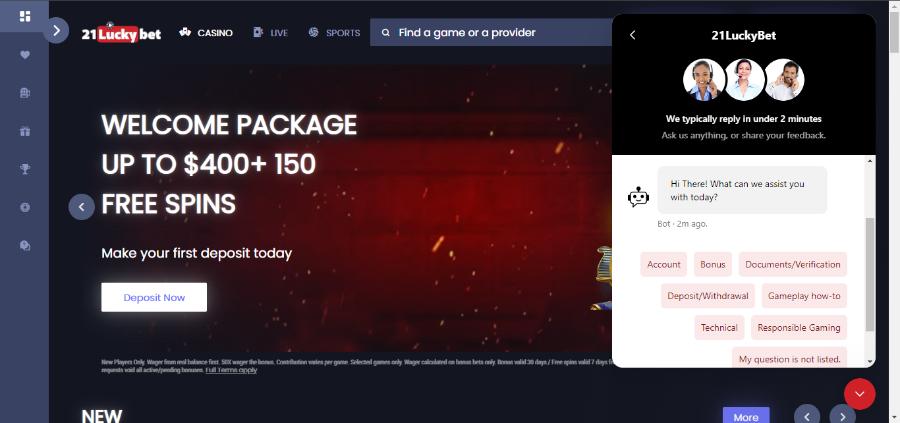 21Luckybet
CASINO
LIVE
SPORTS
Find a game or a provider
WELCOME PACKAGE
UP TO $400+ 150
FREE SPINS
Make your first deposit today
Deposit Now
New Players Only. Wager from real balance first. 50X wager the bonus. Contribution varies per game. Selected games only. Wager calculated on bonus bets only. Bonus valid 30 days / Free spins valid 7 days
requests void all active/pending bonuses. Full Terms apply
NEW
More
21LuckyBet
We typically reply in under 2 minutes
Ask us anything, or share your feedback.
Hi There! What can we assist you
with today?
Bot · 2m ago.
Account
Bonus
Documents/Verification
Deposit/Withdrawal
Gameplay how-to
Technical
Responsible Gaming
My question is not listed.